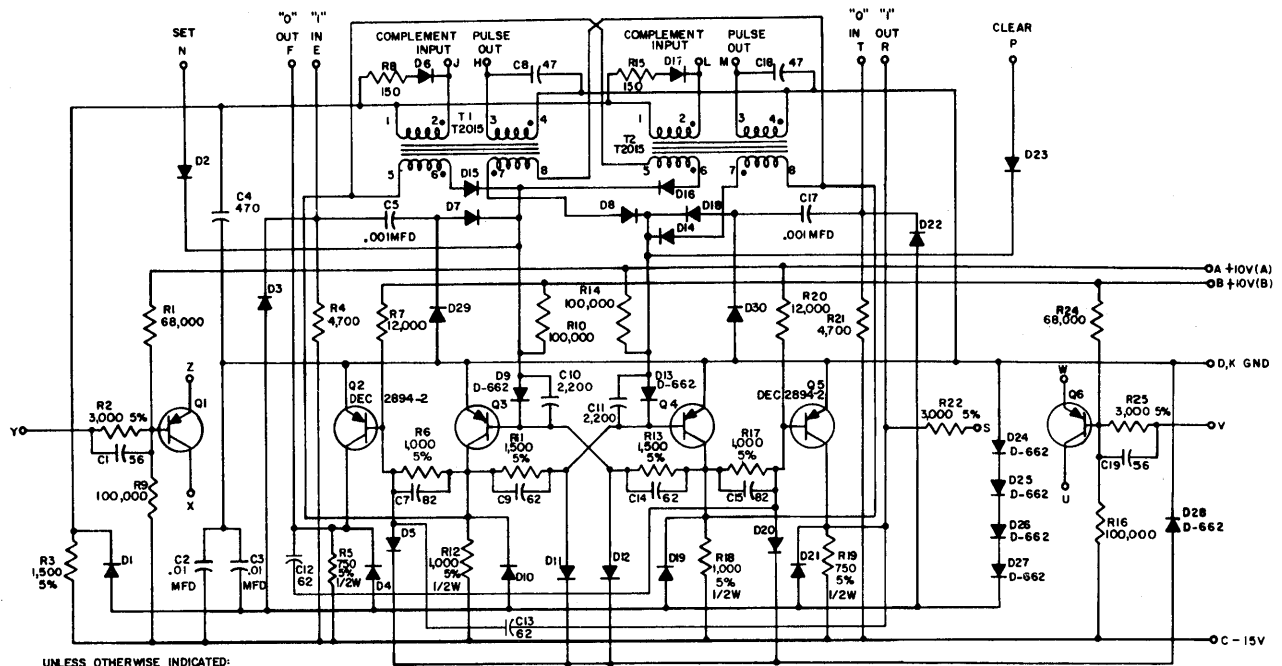 "0" "1"
"0" "1"
SET
N
OUT IN
F E
COMPLEMENT
INPUT
J
PULSE
OUT
H
COMPLEMENT
INPUT
L
PULSE
OUT
M
IN OUT
T R
CLEAR
P
R8
150
D6
C8 47
R15
150
D17
C18 47
1 2 3 4
T1
T2015
5 6 7 8
1 2 3 4
T2
T2015
5 6 7 8
D2
D23
C4
470
D15
D16
C5
.001MFD
D7
D8
D18
D14
C17
.001MFD
D22
A +10V(A)
B +10V(B)
R1
68,000
D3
R4
4,700
R7
12,000
D29
R14
100,000
R10
100,000
D30
R20
12,000
R21
4,700
R24
68,000
D,K GND
Z
Q1
R2
3,000 5%
Y
C1 56
R9
100,000
X
Q2
DEC 2894-2
D9
D-662
Q3
C10
2,200
C11
2,200
D13
D-662
Q4
Q5
DEC 2894-2
R22
3,000 5%
S
W
Q6
R25
3,000 5%
V
C19 56
U
R6
1,000
5%
C7 82
R11
1,500
5%
C9 62
R13
1,500
5%
C14 62
R17
1,000
5%
C15 82
D24
D-662
D25
D-662
D26
D-662
D27
D-662
D28
D-662
R16
100,000
R3
1,500
5%
D1
C2
.01
MFD
C3
.01
MFD
C12
62
R5
750
5%
1/2W
D4
D5
R12
1,000
5%
1/2W
D10
D11
D12
D19
R18
1,000
5%
1/2W
D20
D21
R19
750
5%
1/2W
C13
62
C -15V
UNLESS OTHERWISE INDICATED: